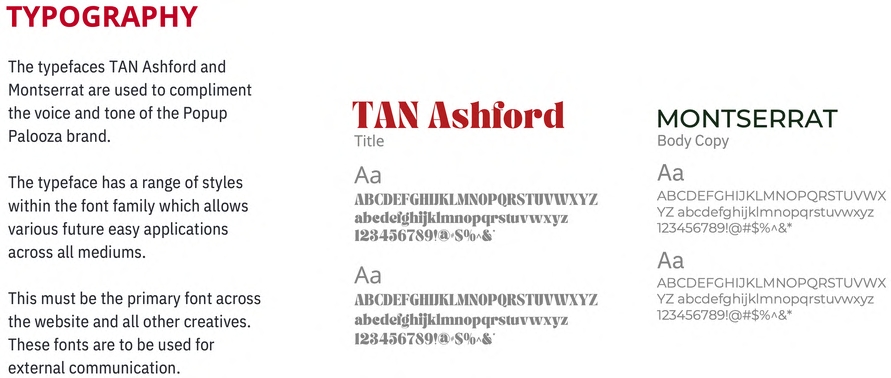 TYPOGRAPHY
The typefaces TAN Ashford and
Montserrat are used to compliment
the voice and tone of the Popup
Palooza brand.
The typeface has a range of styles
within the font family which allows
various future easy applications
across all mediums.
This must be the primary font across
the website and all other creatives.
These fonts are to be used for
external communication.
TAN Ashford
Title
Aa
ABCDEFGHIJKLMNOPQRSTUVWXYZ
abcdefghijklmnopqrstuvwxyz
123456789!@#$%^&*
Aa
ABCDEFGHIJKLMNOPQRSTUVWXYZ
abcdefghijklmnopqrstuvwxyz
123456789!@#$%^&*
MONTSERRAT
Body Copy
Aa
ABCDEFGHIJKLMNOPQRSTUVWX
YZ abcdefghijklmnopqrstuvwxyz
123456789!@#$%^&*
Aa
ABCDEFGHIJKLMNOPQRSTUVWX
YZ abcdefghijklmnopqrstuvwxyz
123456789!@#$%^&*